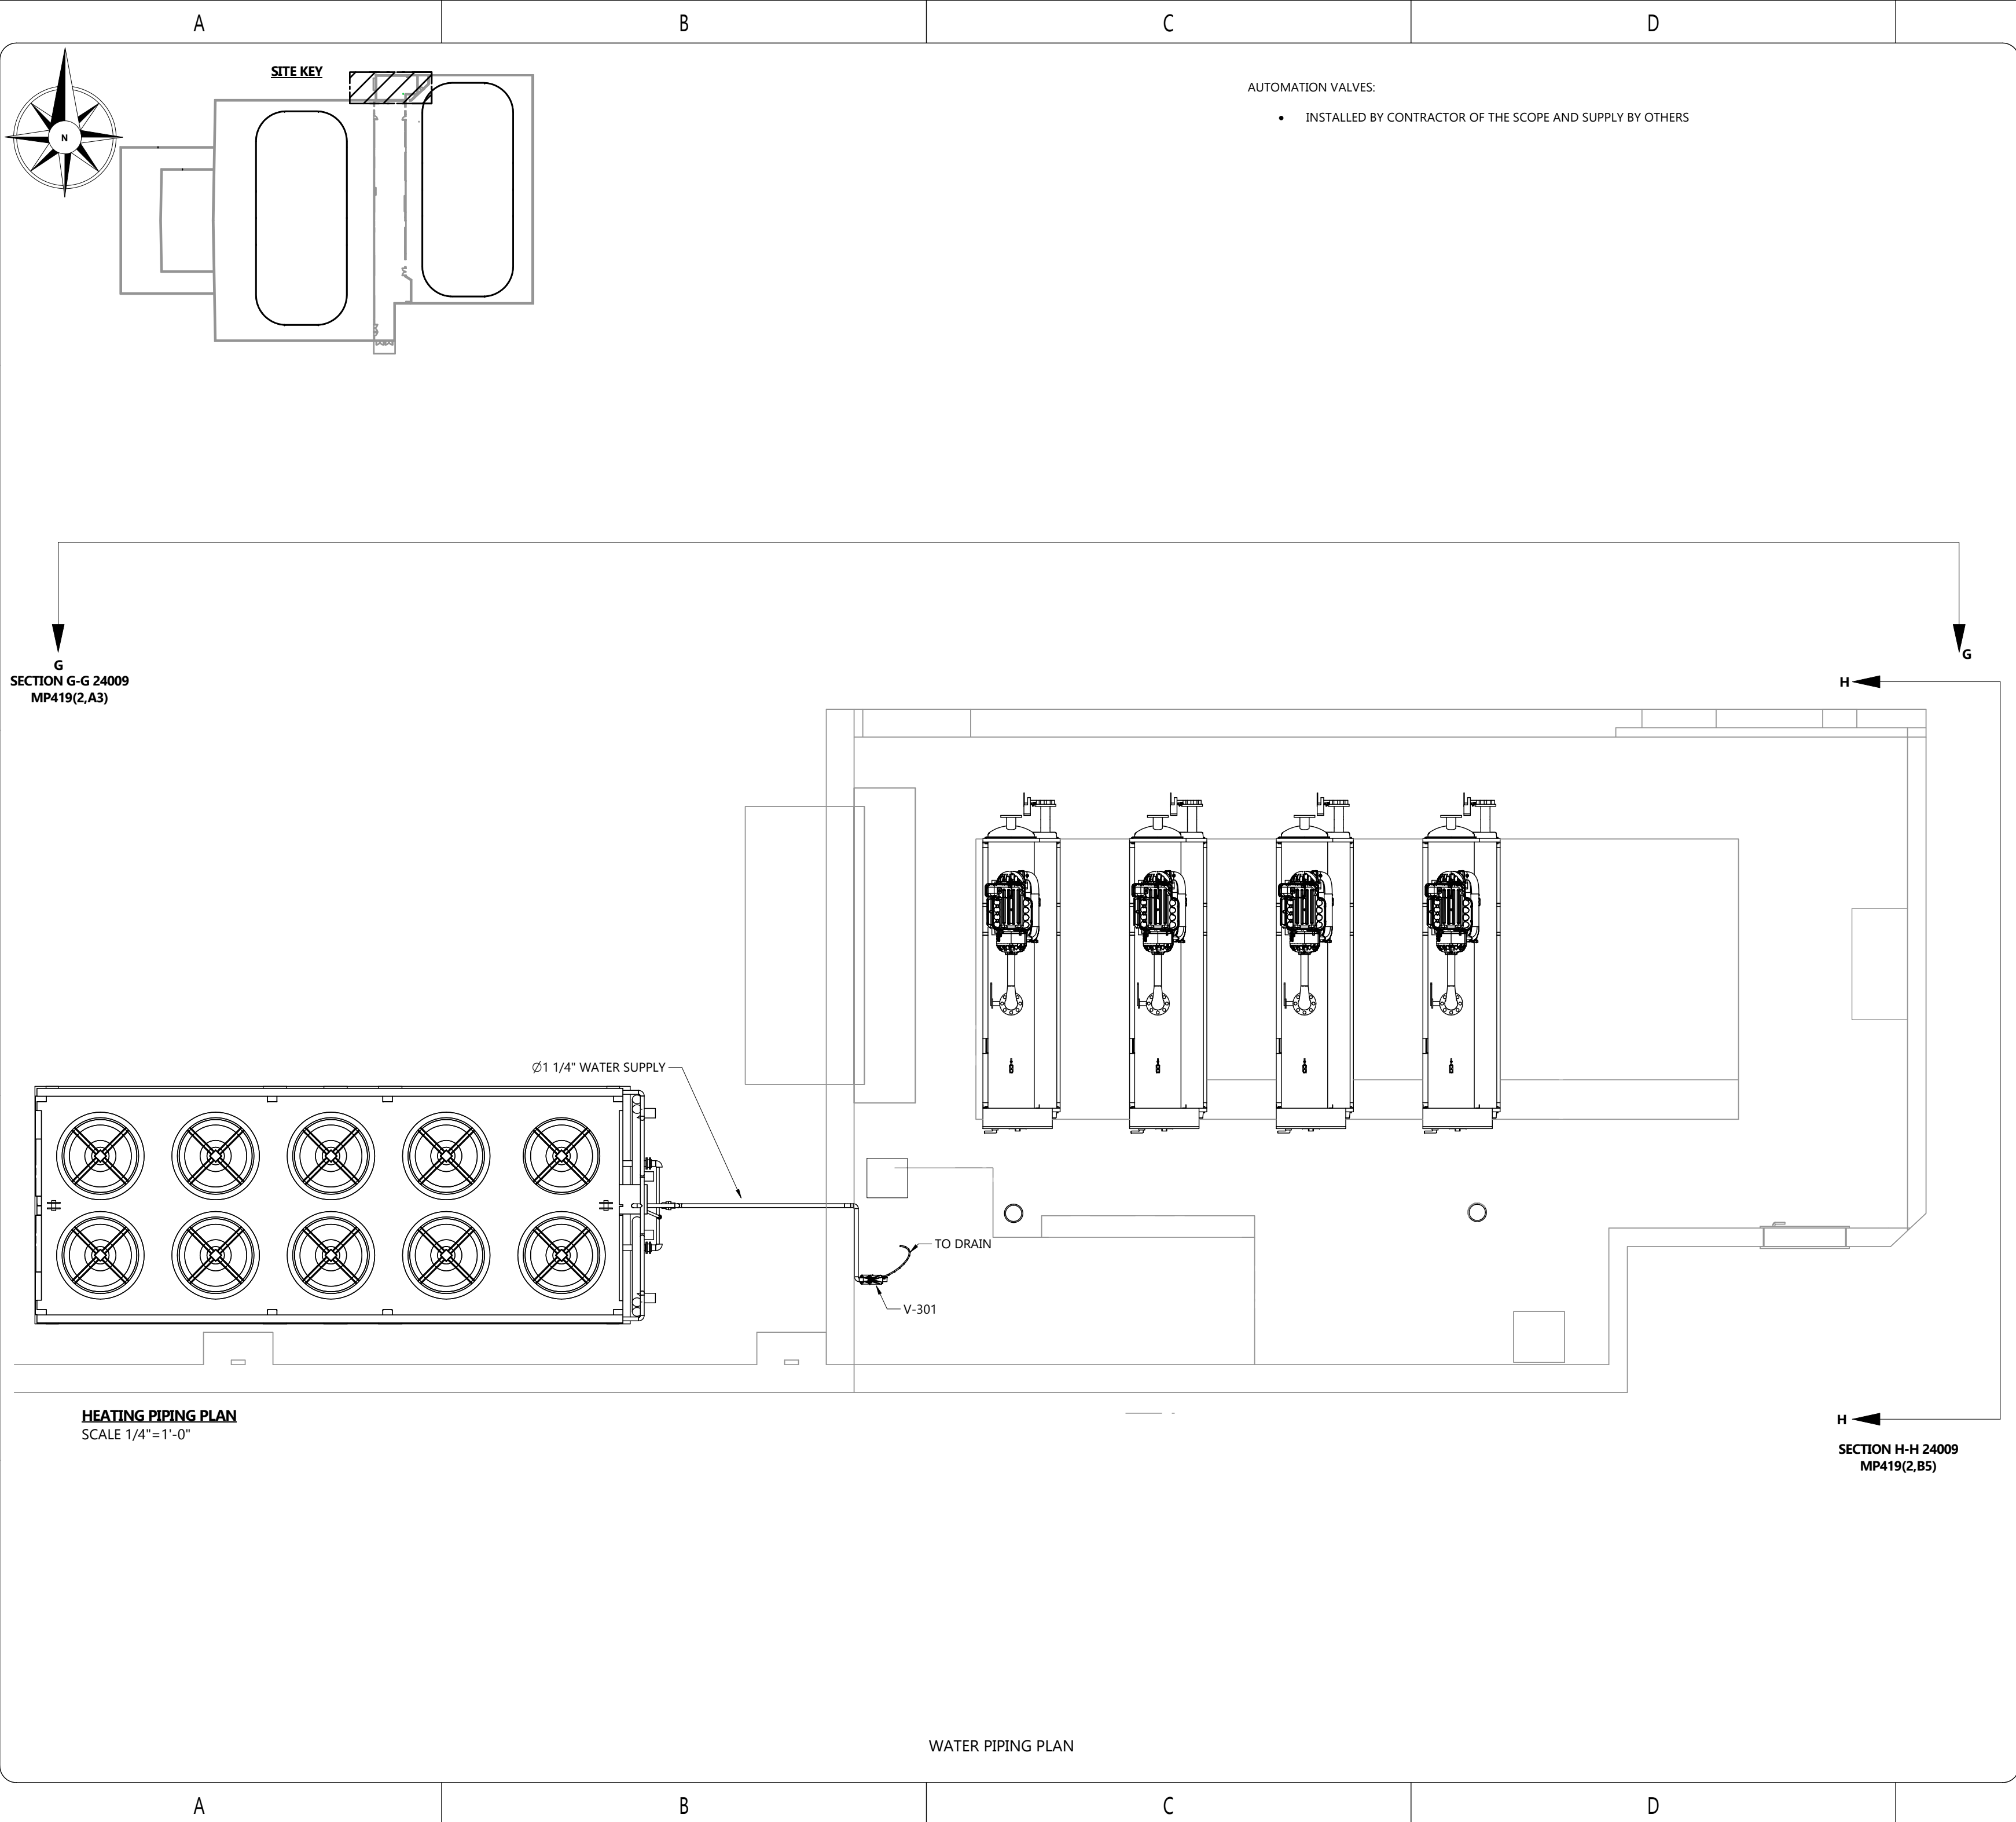 A B C D
SITE KEY
N
AUTOMATION VALVES:
• INSTALLED BY CONTRACTOR OF THE SCOPE AND SUPPLY BY OTHERS
G
SECTION G-G 24009
MP419(2,A3)
G
H
Ø1 1/4" WATER SUPPLY
TO DRAIN
V-301
HEATING PIPING PLAN
SCALE 1/4"=1'-0"
H
SECTION H-H 24009
MP419(2,B5)
WATER PIPING PLAN
A B C D